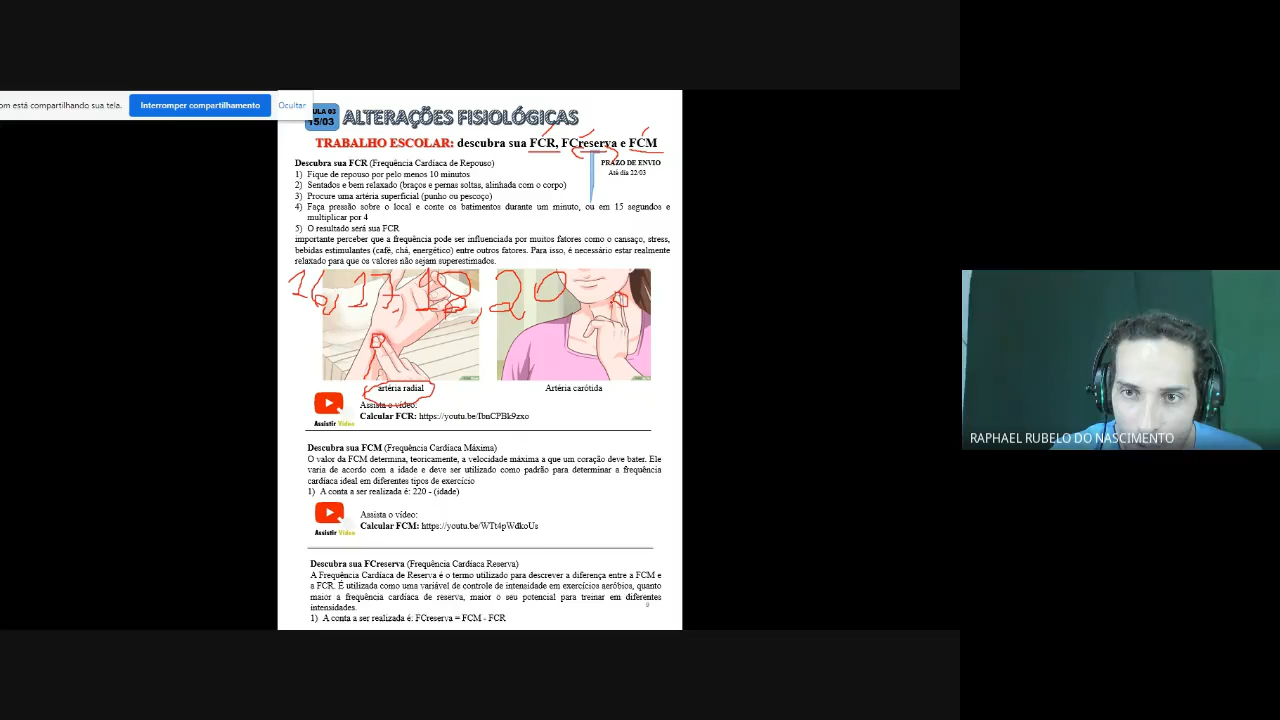 om está compartilhando sua tela. Interromper compartilhamento Ocultar
AULA 03
15/03
ALTERAÇÕES FISIOLÓGICAS
TRABALHO ESCOLAR: descubra sua FCR, FCreserva e FCM
PRAZO DE ENVIO
Até dia 22/03
Descubra sua FCR (Frequência Cardíaca de Repouso)
1) Fique de repouso por pelo menos 10 minutos
2) Sentados e bem relaxado (braços e pernas soltas, alinhada com o corpo)
3) Procure uma artéria superficial (punho ou pescoço)
4) Faça pressão sobre o local e conte os batimentos durante um minuto, ou em 15 segundos e
multiplicar por 4
5) O resultado será sua FCR
importante perceber que a frequência pode ser influenciada por muitos fatores como o cansaço, stress,
bebidas estimulantes (café, chá, energético) entre outros fatores. Para isso, é necessário estar realmente
relaxado para que os valores não sejam superestimados.
16, 17, 18, 20
artéria radial
Artéria carótida
Assista o vídeo:
Calcular FCR: https://youtu.be/IbnCPBk9zxo
Assistir Vídeo
Descubra sua FCM (Frequência Cardíaca Máxima)
O valor da FCM determina, teoricamente, a velocidade máxima a que um coração deve bater. Ele
varia de acordo com a idade e deve ser utilizado como padrão para determinar a frequência
cardíaca ideal em diferentes tipos de exercício
1) A conta a ser realizada é: 220 - (idade)
Assista o vídeo:
Calcular FCM: https://youtu.be/WTt4pWdkoUs
Assistir Vídeo
Descubra sua FCreserva (Frequência Cardíaca Reserva)
A Frequência Cardíaca de Reserva é o termo utilizado para descrever a diferença entre a FCM e
a FCR. É utilizada como uma variável de controle de intensidade em exercícios aeróbios, quanto
maior a frequência cardíaca de reserva, maior o seu potencial para treinar em diferentes
intensidades.
9
1) A conta a ser realizada é: FCreserva = FCM - FCR
RAPHAEL RUBELO DO NASCIMENTO